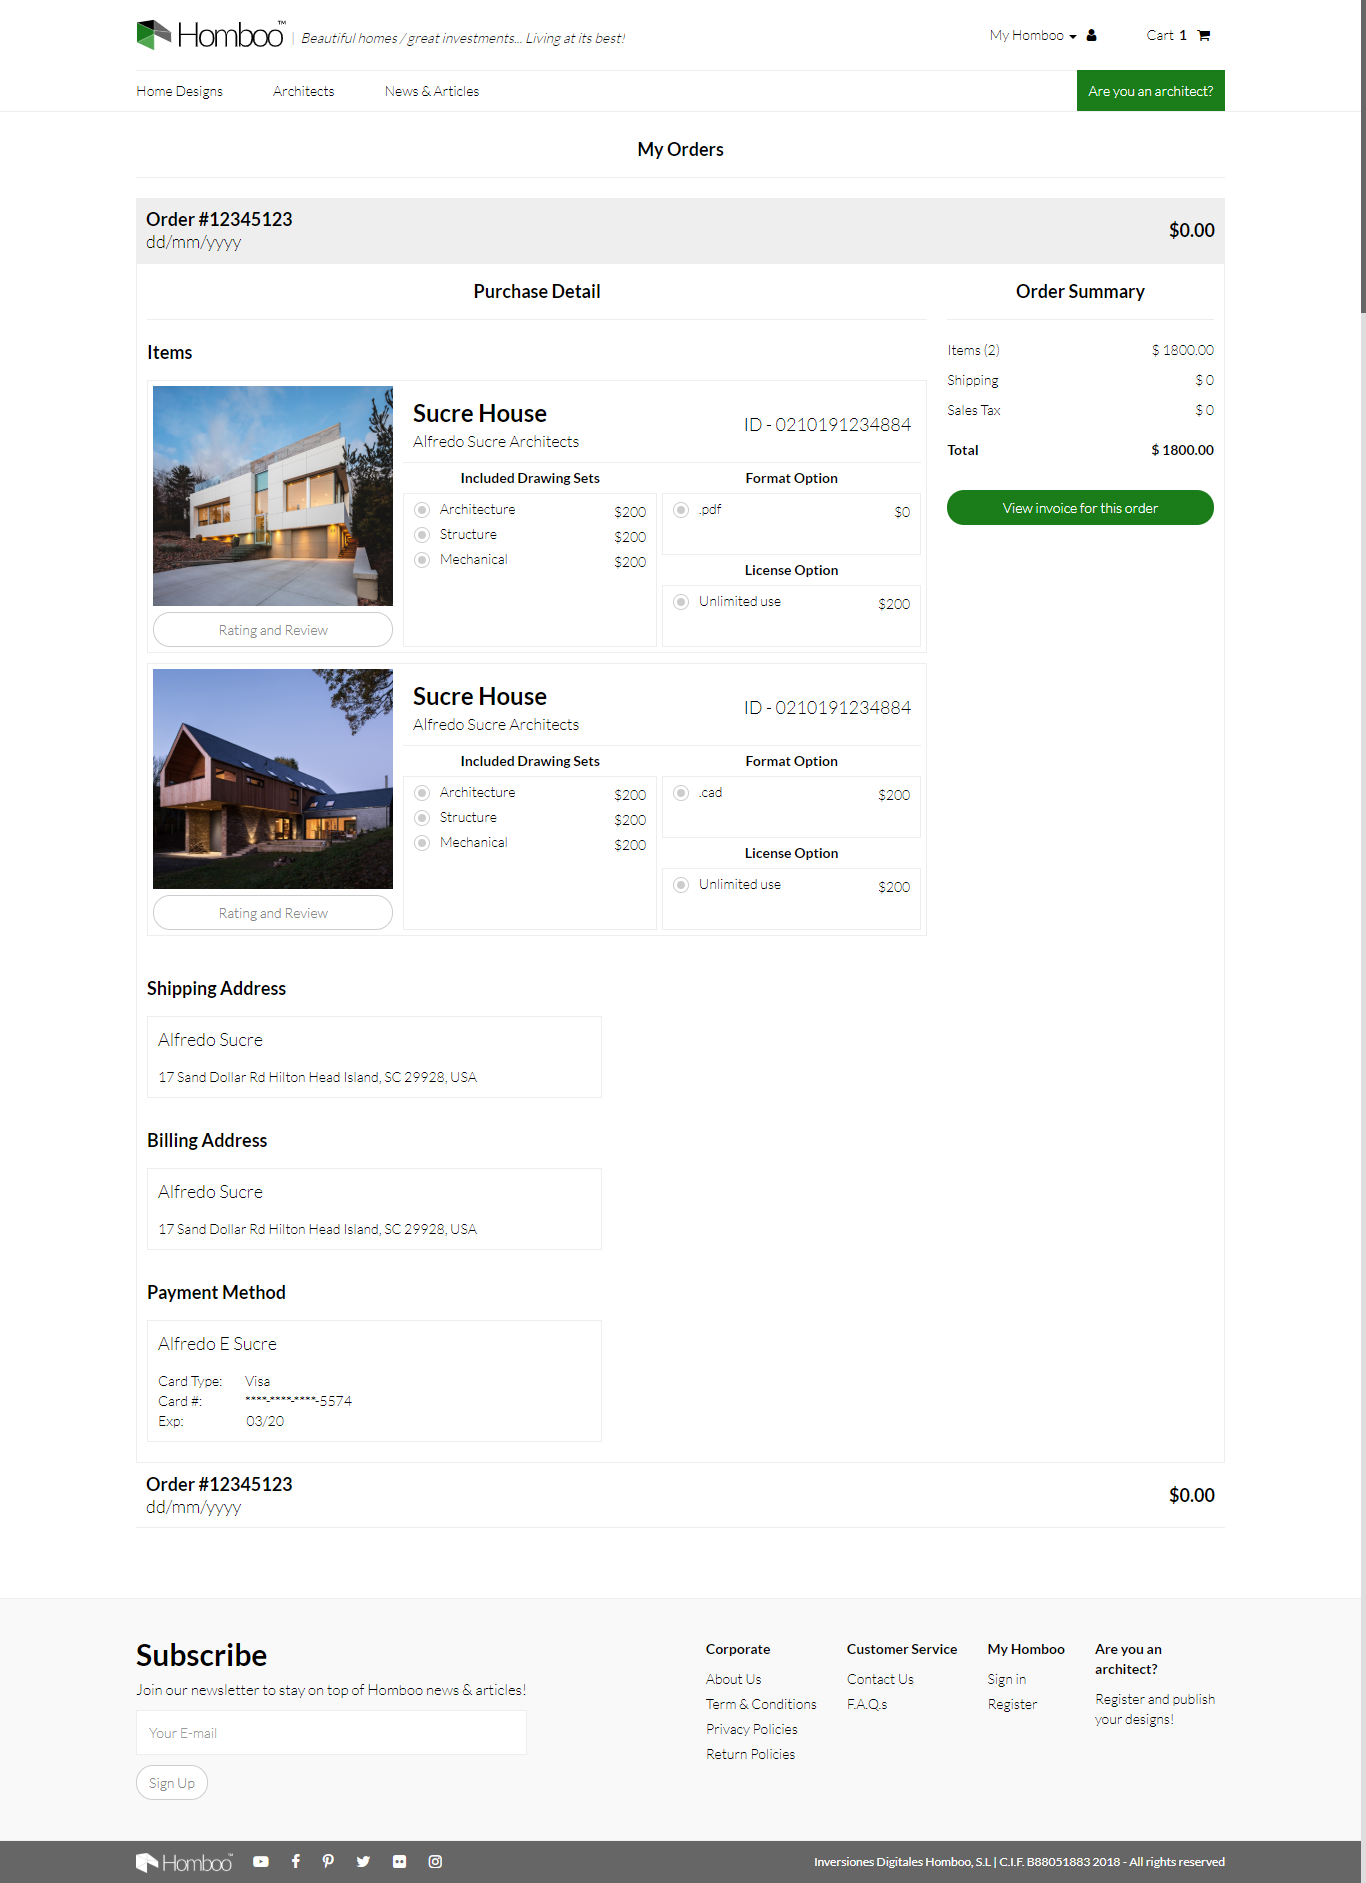 Homboo™ | Beautiful homes / great investments... Living at its best!
My Homboo
Cart 1
Home Designs
Architects
News & Articles
Are you an architect?
My Orders
Order #12345123
dd/mm/yyyy
$0.00
Purchase Detail
Items
Sucre House
Alfredo Sucre Architects
ID - 0210191234884
Included Drawing Sets
Architecture $200
Structure $200
Mechanical $200
Format Option
.pdf $0
License Option
Unlimited use $200
Rating and Review
Sucre House
Alfredo Sucre Architects
ID - 0210191234884
Included Drawing Sets
Architecture $200
Structure $200
Mechanical $200
Format Option
.cad $200
License Option
Unlimited use $200
Rating and Review
Order Summary
Items (2) $ 1800.00
Shipping $ 0
Sales Tax $ 0
Total $ 1800.00
View invoice for this order
Shipping Address
Alfredo Sucre
17 Sand Dollar Rd Hilton Head Island, SC 29928, USA
Billing Address
Alfredo Sucre
17 Sand Dollar Rd Hilton Head Island, SC 29928, USA
Payment Method
Alfredo E Sucre
Card Type: Visa
Card #: ****-****-****-5574
Exp: 03/20
Order #12345123
dd/mm/yyyy
$0.00
Subscribe
Join our newsletter to stay on top of Homboo news & articles!
Your E-mail
Sign Up
Corporate
About Us
Term & Conditions
Privacy Policies
Return Policies
Customer Service
Contact Us
F.A.Q.s
My Homboo
Sign in
Register
Are you an
architect?
Register and publish
your designs!
Homboo™
Inversiones Digitales Homboo, S.L | C.I.F. B88051883 2018 - All rights reserved